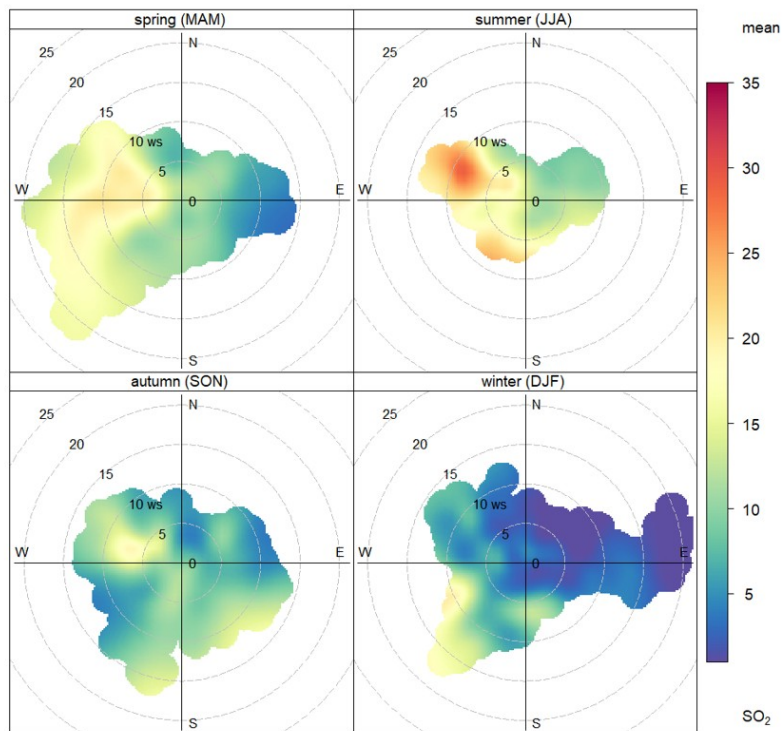 spring (MAM)
summer (JJA)
mean
25
20
15
10 ws
5
0
N
W
E
S
25
20
15
10 ws
5
0
N
W
E
S
autumn (SON)
winter (DJF)
25
20
15
10 ws
5
0
N
W
E
S
25
20
15
10 ws
5
0
N
W
E
S
35
30
25
20
15
10
5
SO₂